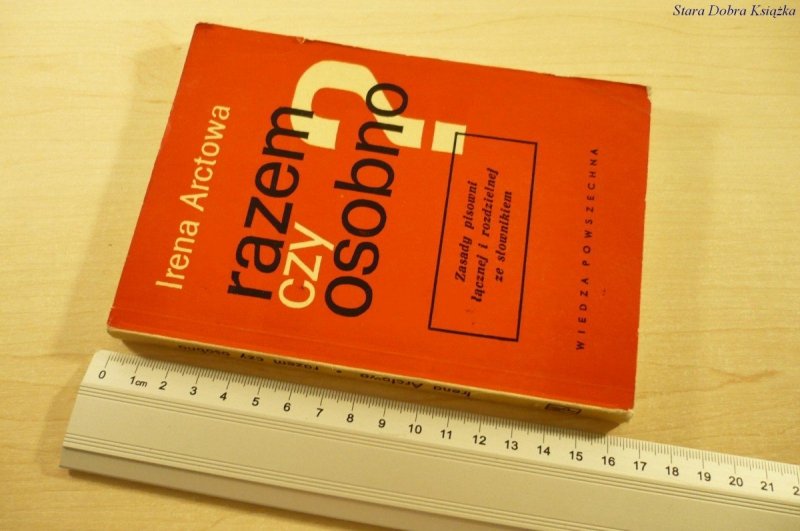 Stara Dobra Książka
Irena Arctowa
razem
czy
osobno
?
Zasady pisowni
łącznej i rozdzielnej
ze słownikiem
WIEDZA POWSZECHNA
Irena Arctowa • razem czy osobno
0 1cm 2 3 4 5 6 7 8 9 10 11 12 13 14 15 16 17 18 19 20 21